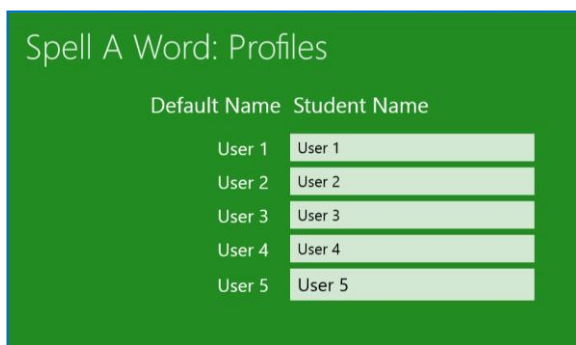 Spell A Word: Profiles
Default Name Student Name
User 1 User 1
User 2 User 2
User 3 User 3
User 4 User 4
User 5 User 5